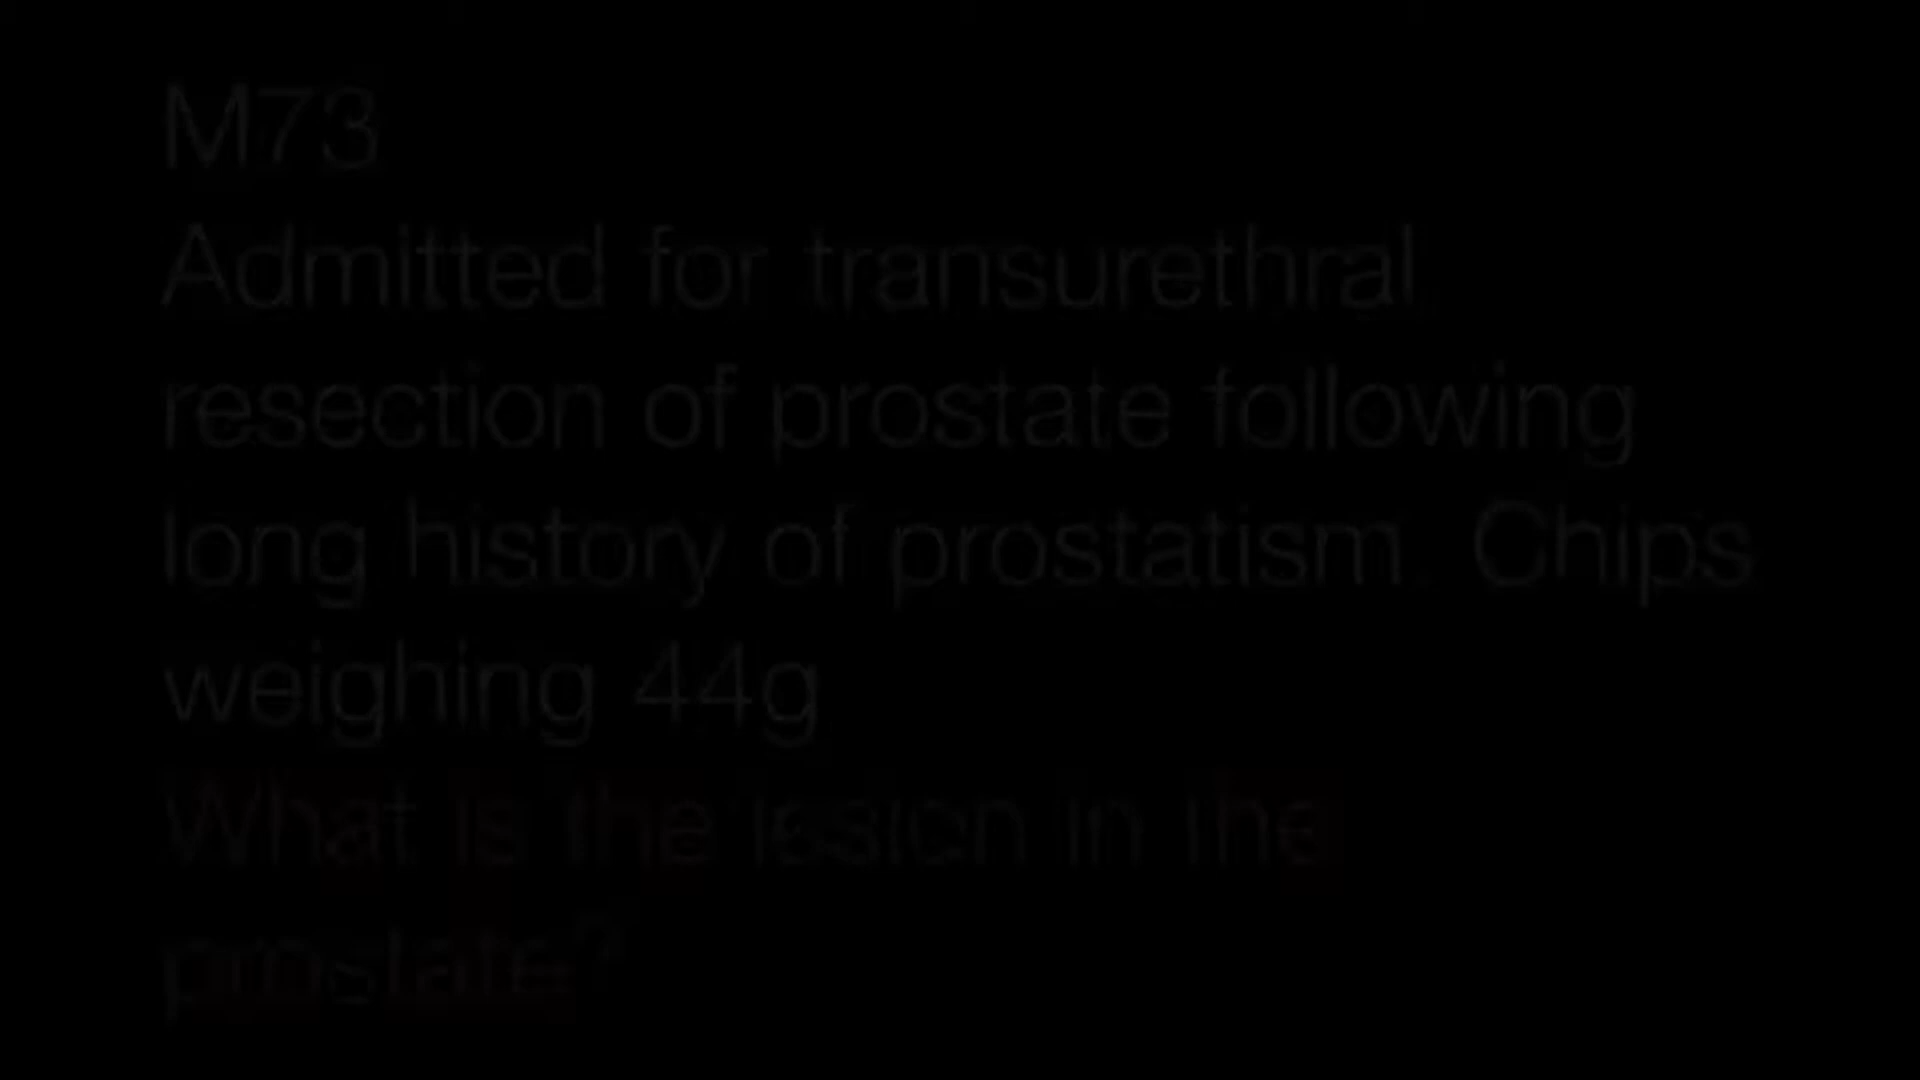 M73
Admitted for transurethral
resection of prostate following
long history of prostatism. Chips
weighing 44g
What is the lesion in the
prostate?